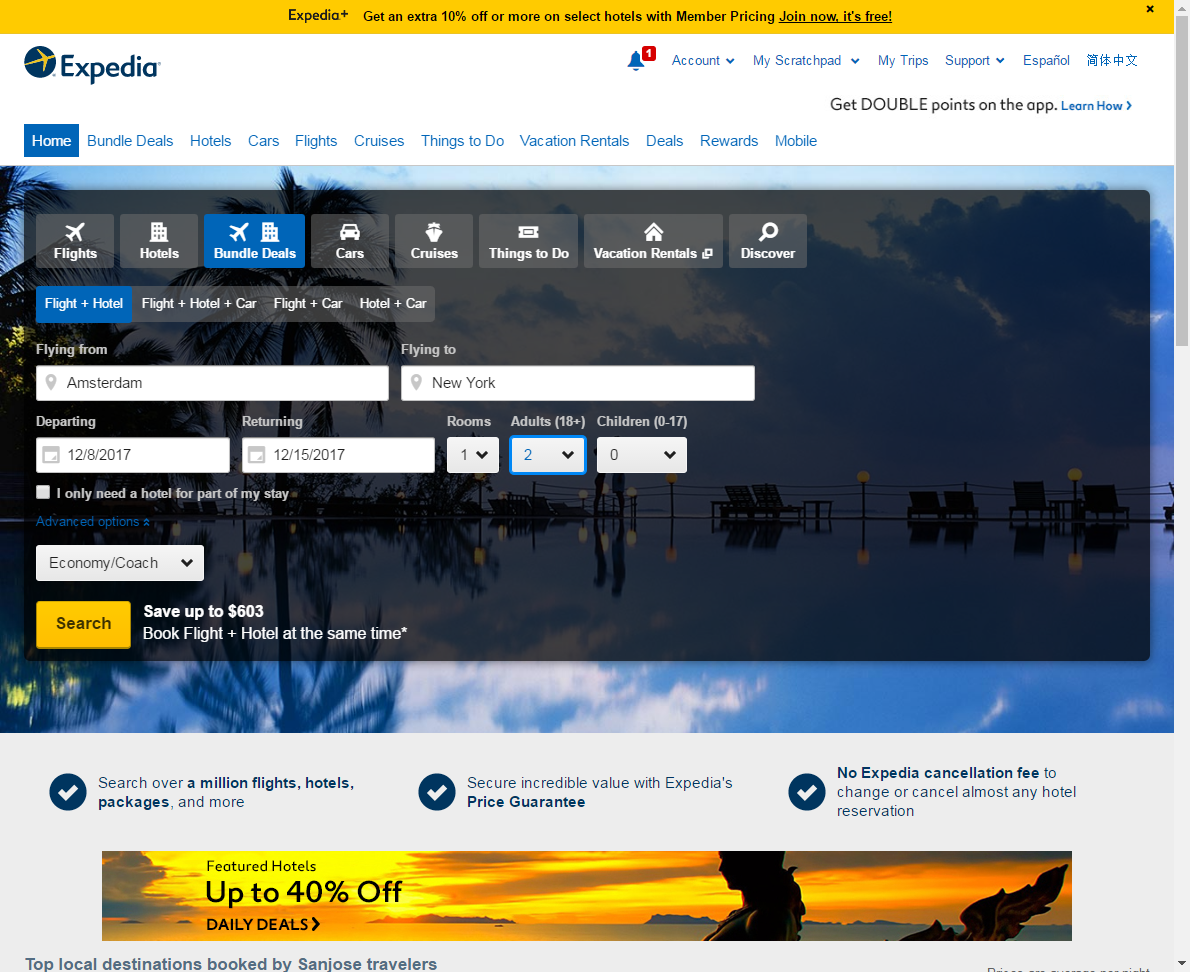 Expedia+ Get an extra 10% off or more on select hotels with Member Pricing Join now, it's free! ×
Expedia
1 Account My Scratchpad My Trips Support Español 简体中文
Get DOUBLE points on the app. Learn How >
Home Bundle Deals Hotels Cars Flights Cruises Things to Do Vacation Rentals Deals Rewards Mobile
Flights Hotels Bundle Deals Cars Cruises Things to Do Vacation Rentals Discover
Flight + Hotel Flight + Hotel + Car Flight + Car Hotel + Car
Flying from Flying to
Amsterdam New York
Departing Returning Rooms Adults (18+) Children (0-17)
12/8/2017 12/15/2017 1 2 0
I only need a hotel for part of my stay
Advanced options
Economy/Coach
Search
Save up to $603
Book Flight + Hotel at the same time*
Search over a million flights, hotels,
packages, and more
Secure incredible value with Expedia's
Price Guarantee
No Expedia cancellation fee to
change or cancel almost any hotel
reservation
Featured Hotels
Up to 40% Off
DAILY DEALS >
Top local destinations booked by Sanjose travelers
Prices are average per night